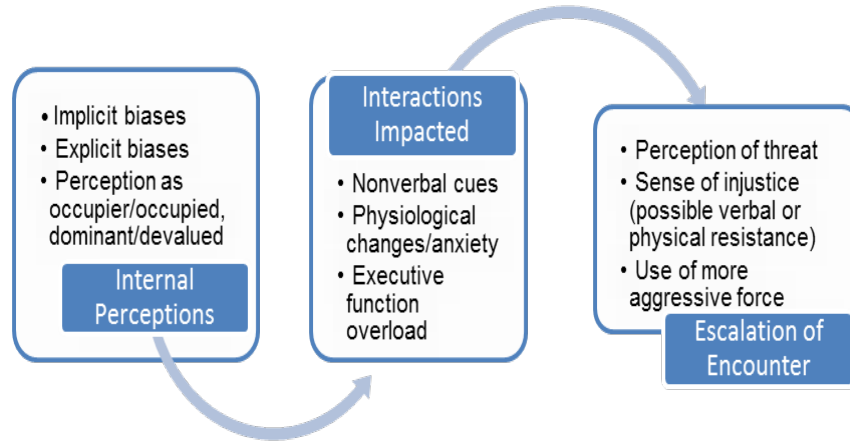 • Implicit biases
• Explicit biases
• Perception as
occupier/occupied,
dominant/devalued
Internal
Perceptions
Interactions
Impacted
• Nonverbal cues
• Physiological
changes/anxiety
• Executive
function
overload
• Perception of threat
• Sense of injustice
(possible verbal or
physical resistance)
• Use of more
aggressive force
Escalation of
Encounter